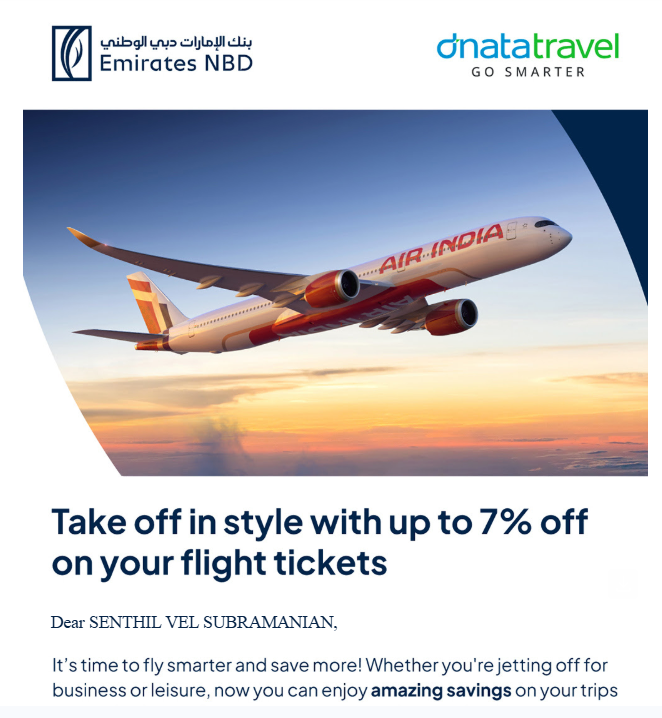 بنك الإمارات دبي الوطني
Emirates NBD
dnatatravel
GO SMARTER
AIR INDIA
Take off in style with up to 7% off
on your flight tickets
Dear SENTHIL VEL SUBRAMANIAN,
It's time to fly smarter and save more! Whether you're jetting off for
business or leisure, now you can enjoy amazing savings on your trips